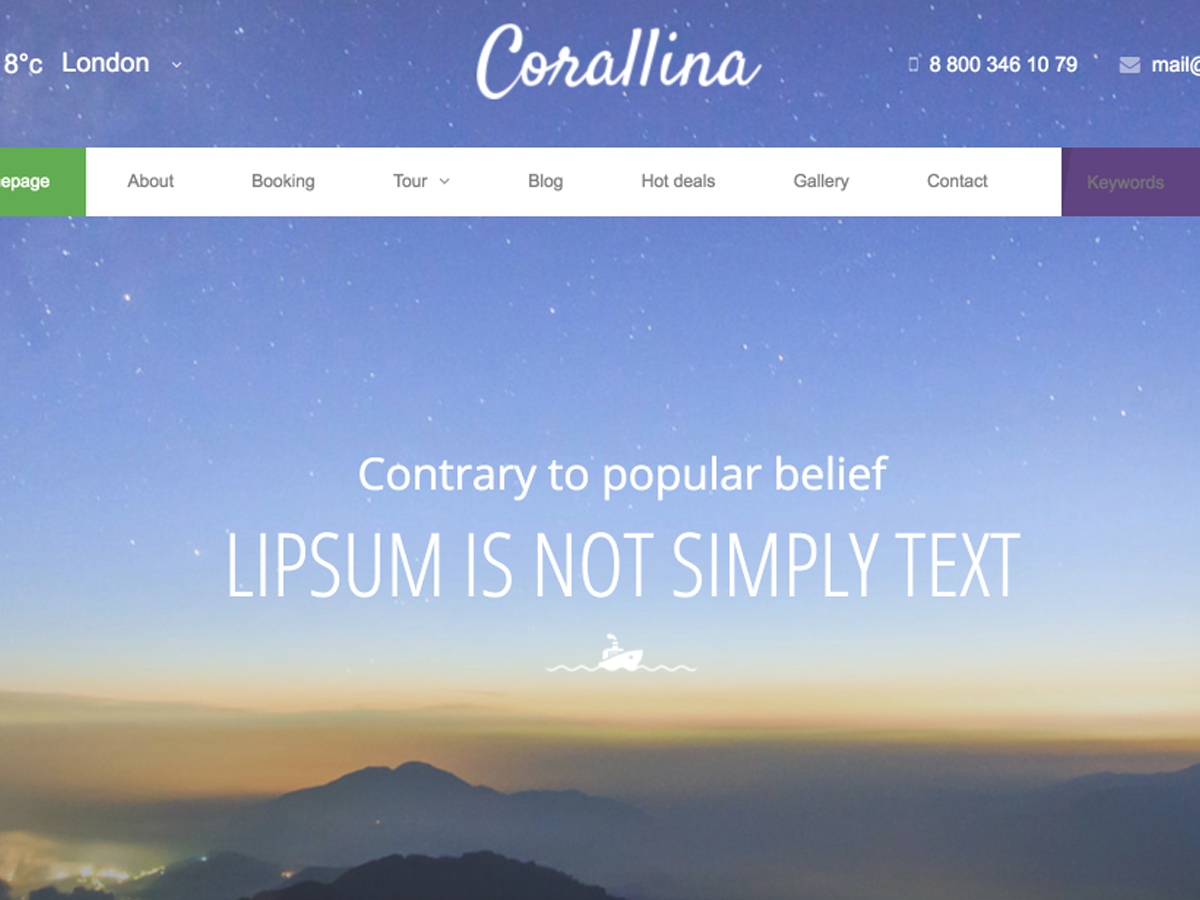 8°c London
Corallina
8 800 346 10 79
mail@
epage
About
Booking
Tour
Blog
Hot deals
Gallery
Contact
Keywords
Contrary to popular belief
LIPSUM IS NOT SIMPLY TEXT